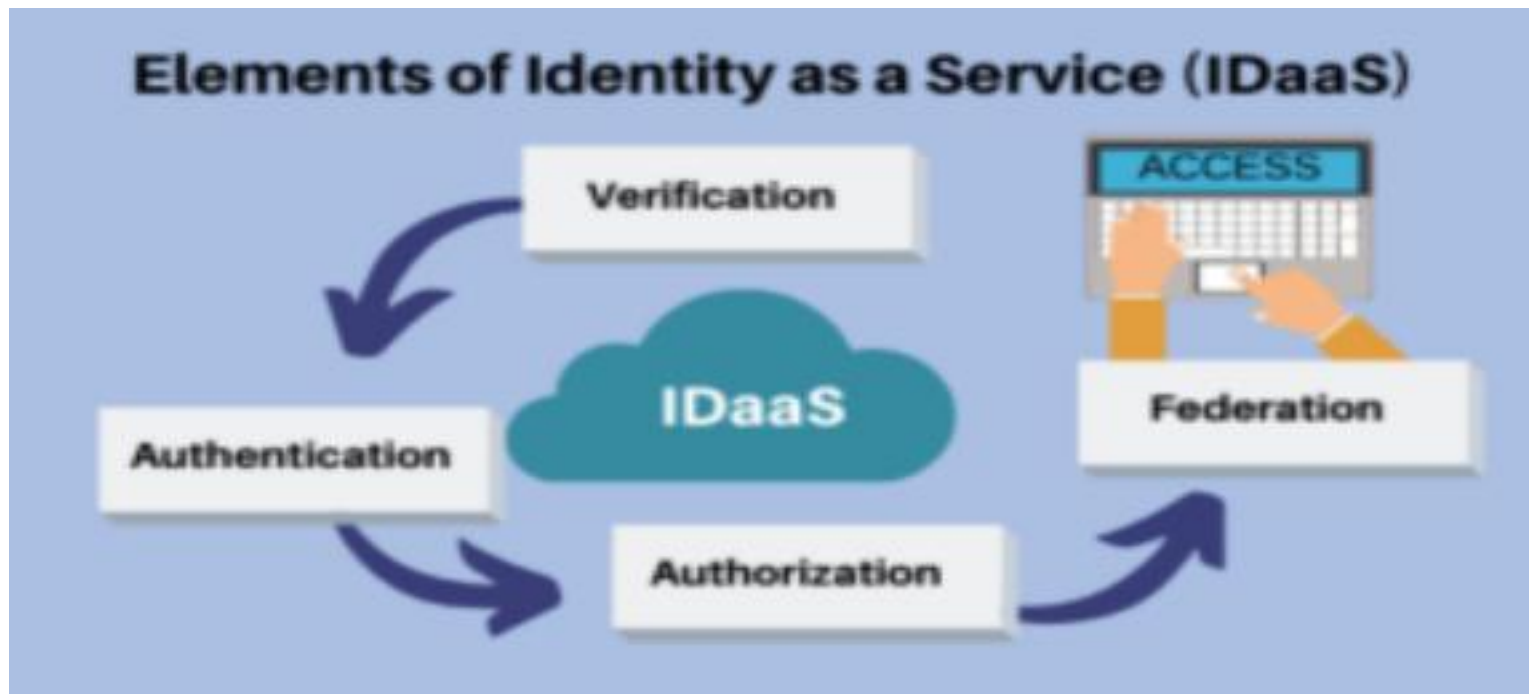 Elements of Identity as a Service (IDaaS)
Verification
ACCESS
IDaaS
Federation
Authentication
Authorization